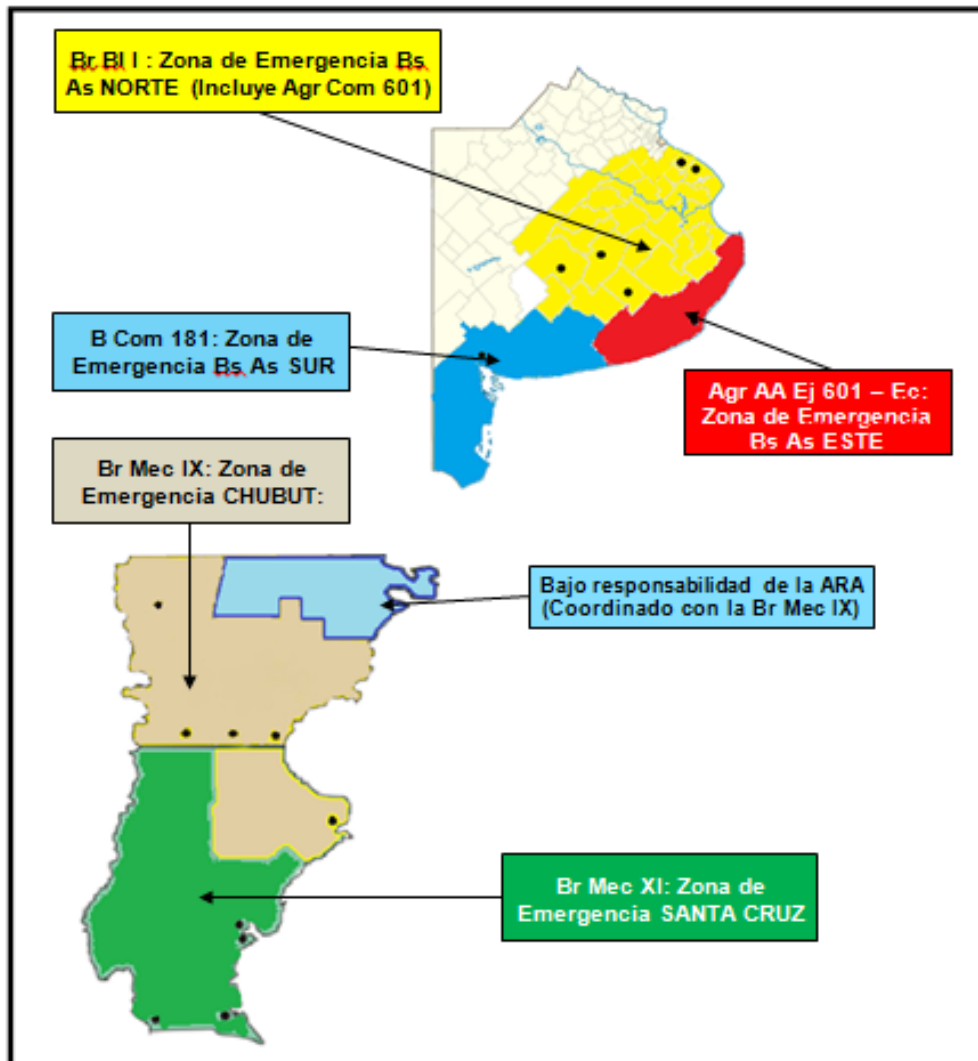 Br BI I : Zona de Emergencia Bs
As NORTE (Incluye Agr Com 601)
B Com 181: Zona de
Emergencia Bs As SUR
Agr AA Ej 601 – Ec:
Zona de Emergencia
Bs As ESTE
Br Mec IX: Zona de
Emergencia CHUBUT:
Bajo responsabilidad de la ARA
(Coordinado con la Br Mec IX)
Br Mec XI: Zona de
Emergencia SANTA CRUZ